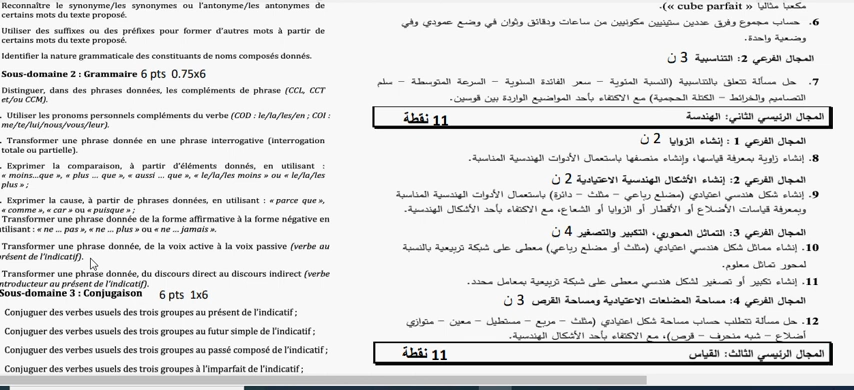 Reconnaître le synonyme/les synonymes ou l'antonyme/les antonymes de
certains mots du texte proposé.
Utiliser des suffixes ou des préfixes pour former d'autres mots à partir de
certains mots du texte proposé.
Identifier la nature grammaticale des constituants de noms composés donnés.
Sous-domaine 2 : Grammaire 6 pts 0.75x6
Distinguer, dans des phrases données, les compléments de phrase (CCL, CCT
et/ou CCM).
. Utiliser les pronoms personnels compléments du verbe (COD : le/la/les/en ; COI :
me/te/lui/nous/vous/leur).
. Transformer une phrase donnée en une phrase interrogative (interrogation
totale ou partielle).
. Exprimer la comparaison, à partir d'éléments donnés, en utilisant :
« moins...que », « plus ... que », « aussi ... que », « le/la/les moins » ou « le/la/les
plus » ;
. Exprimer la cause, à partir de phrases données, en utilisant : « parce que »,
« comme », « car » ou « puisque » ;
Transformer une phrase donnée de la forme affirmative à la forme négative en
utilisant : « ne ... pas », « ne ... plus » ou « ne ... jamais ».
Transformer une phrase donnée, de la voix active à la voix passive (verbe au
présent de l'indicatif).
Transformer une phrase donnée, du discours direct au discours indirect (verbe
introducteur au présent de l'indicatif).
Sous-domaine 3 : Conjugaison 6 pts 1x6
Conjuguer des verbes usuels des trois groupes au présent de l'indicatif ;
Conjuguer des verbes usuels des trois groupes au futur simple de l'indicatif ;
Conjuguer des verbes usuels des trois groupes au passé composé de l'indicatif ;
Conjuguer des verbes usuels des trois groupes à l'imparfait de l'indicatif ;
مكعبا مثاليا « cube parfait »).
6. حساب مجموع وفرق عددين ستينيين مكونيين من ساعات ودقائق وثوان في وضع عمودي وفي
وضعية واحدة.
المجال الفرعي 2: التناسبية 3 ن
7. حل مسألة تتعلق بالتناسبية (النسبة المئوية – سعر الفائدة السنوية – السرعة المتوسطة – سلم
التصاميم والخرائط – الكتلة الحجمية) مع الاكتفاء بأحد المواضيع الواردة بين قوسين.
المجال الرئيسي الثاني: الهندسة 11 نقطة
المجال الفرعي 1 : إنشاء الزوايا 2 ن
8. إنشاء زاوية بمعرفة قياسها، وإنشاء منصفها باستعمال الأدوات الهندسية المناسبة.
المجال الفرعي 2: إنشاء الأشكال الهندسية الاعتيادية 2 ن
9. إنشاء شكل هندسي اعتيادي (مضلع رباعي – مثلث – دائرة) باستعمال الأدوات الهندسية المناسبة
وبمعرفة قياسات الأضلاع أو الأقطار أو الزوايا أو الشعاع، مع الاكتفاء بأحد الأشكال الهندسية.
المجال الفرعي 3: التماثل المحوري، التكبير والتصغير 4 ن
10. إنشاء مماثل شكل هندسي اعتيادي (مثلث أو مضلع رباعي) معطى على شبكة تربيعية بالنسبة
لمحور تماثل معلوم.
11. إنشاء تكبير أو تصغير لشكل هندسي معطى على شبكة تربيعية بمعامل محدد.
المجال الفرعي 4: مساحة المضلعات الاعتيادية ومساحة القرص 3 ن
12. حل مسألة تتطلب حساب مساحة شكل اعتيادي (مثلث – مربع – مستطيل – معين – متوازي
أضلاع – شبه منحرف – قرص)، مع الاكتفاء بأحد الأشكال الهندسية.
المجال الرئيسي الثالث: القياس 11 نقطة